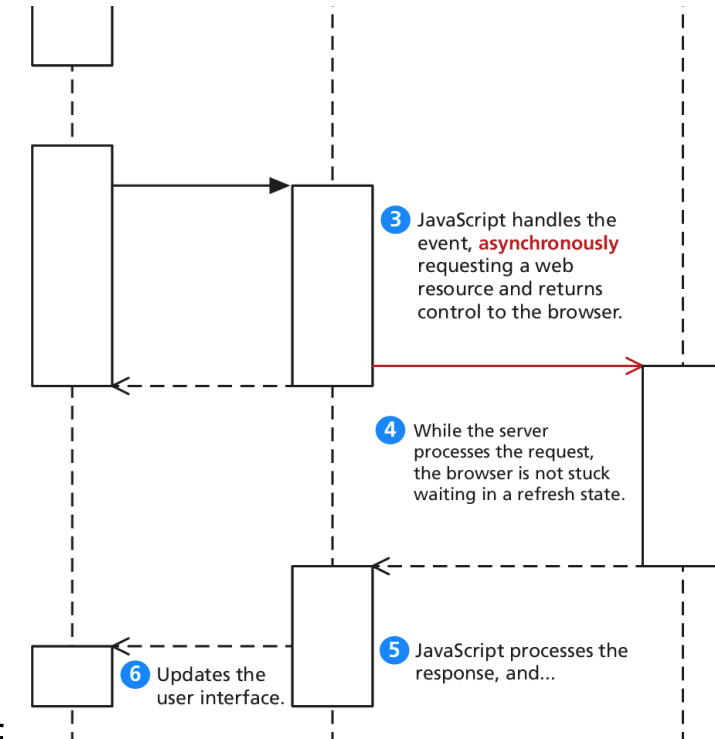 3 JavaScript handles the
event, asynchronously
requesting a web
resource and returns
control to the browser.
4 While the server
processes the request,
the browser is not stuck
waiting in a refresh state.
5 JavaScript processes the
response, and...
6 Updates the
user interface.